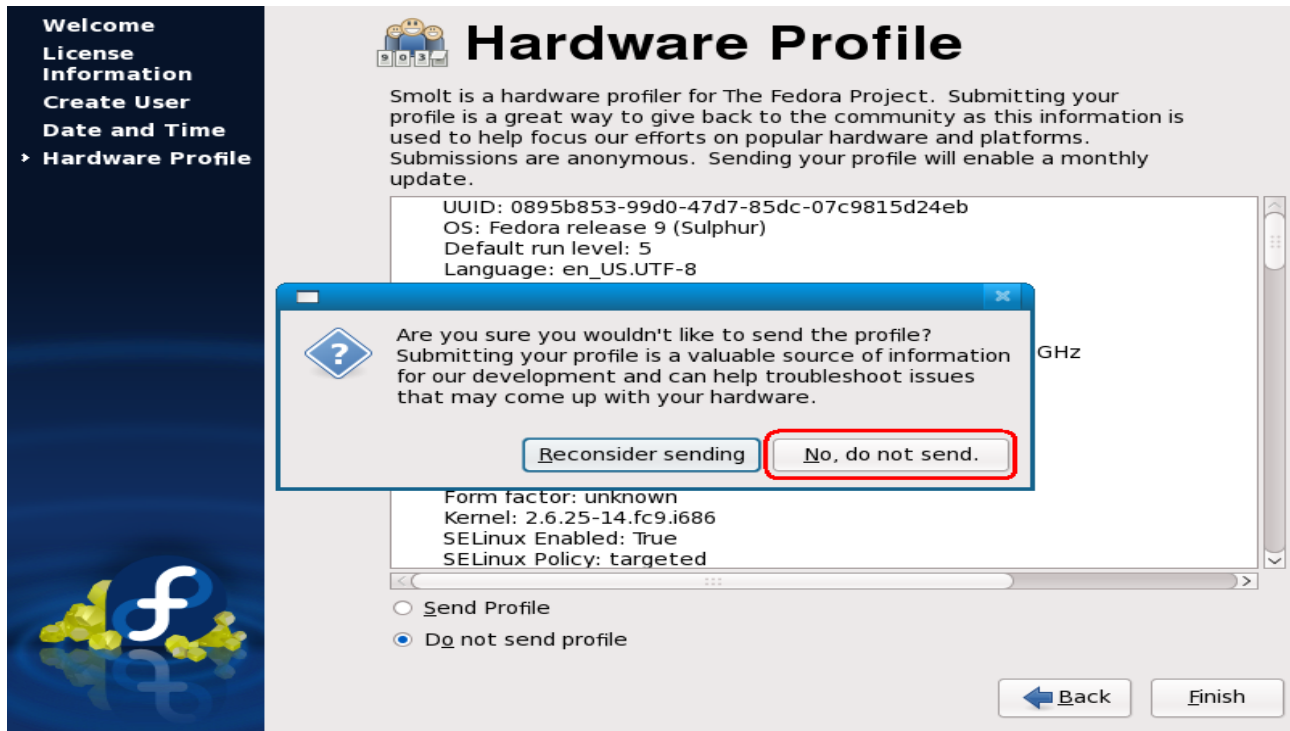 Welcome
License
Information
Create User
Date and Time
Hardware Profile
Hardware Profile
Smolt is a hardware profiler for The Fedora Project.  Submitting your
profile is a great way to give back to the community as this information is
used to help focus our efforts on popular hardware and platforms.
Submissions are anonymous.  Sending your profile will enable a monthly
update.
UUID: 0895b853-99d0-47d7-85dc-07c9815d24eb
OS: Fedora release 9 (Sulphur)
Default run level: 5
Language: en_US.UTF-8
GHz
Are you sure you wouldn't like to send the profile?
Submitting your profile is a valuable source of information
for our development and can help troubleshoot issues
that may come up with your hardware.
Reconsider sending
No, do not send.
Form factor: unknown
Kernel: 2.6.25-14.fc9.i686
SELinux Enabled: True
SELinux Policy: targeted
Send Profile
Do not send profile
Back
Finish